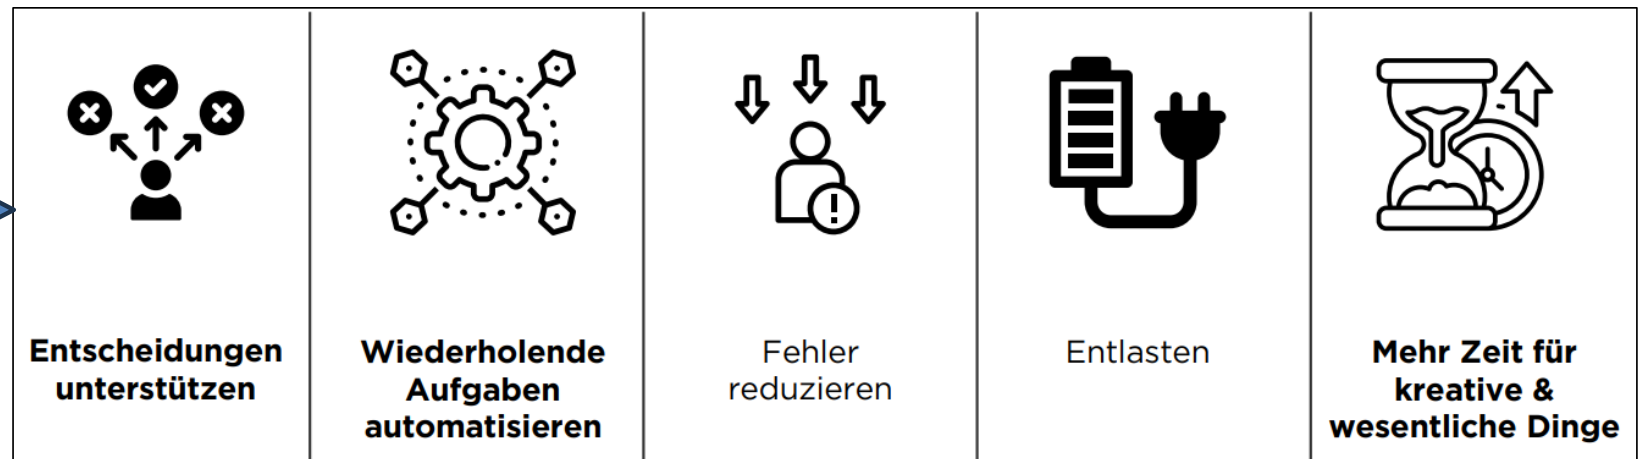 Entscheidungen
unterstützen
Wiederholende
Aufgaben
automatisieren
Fehler
reduzieren
Entlasten
Mehr Zeit für
kreative &
wesentliche Dinge